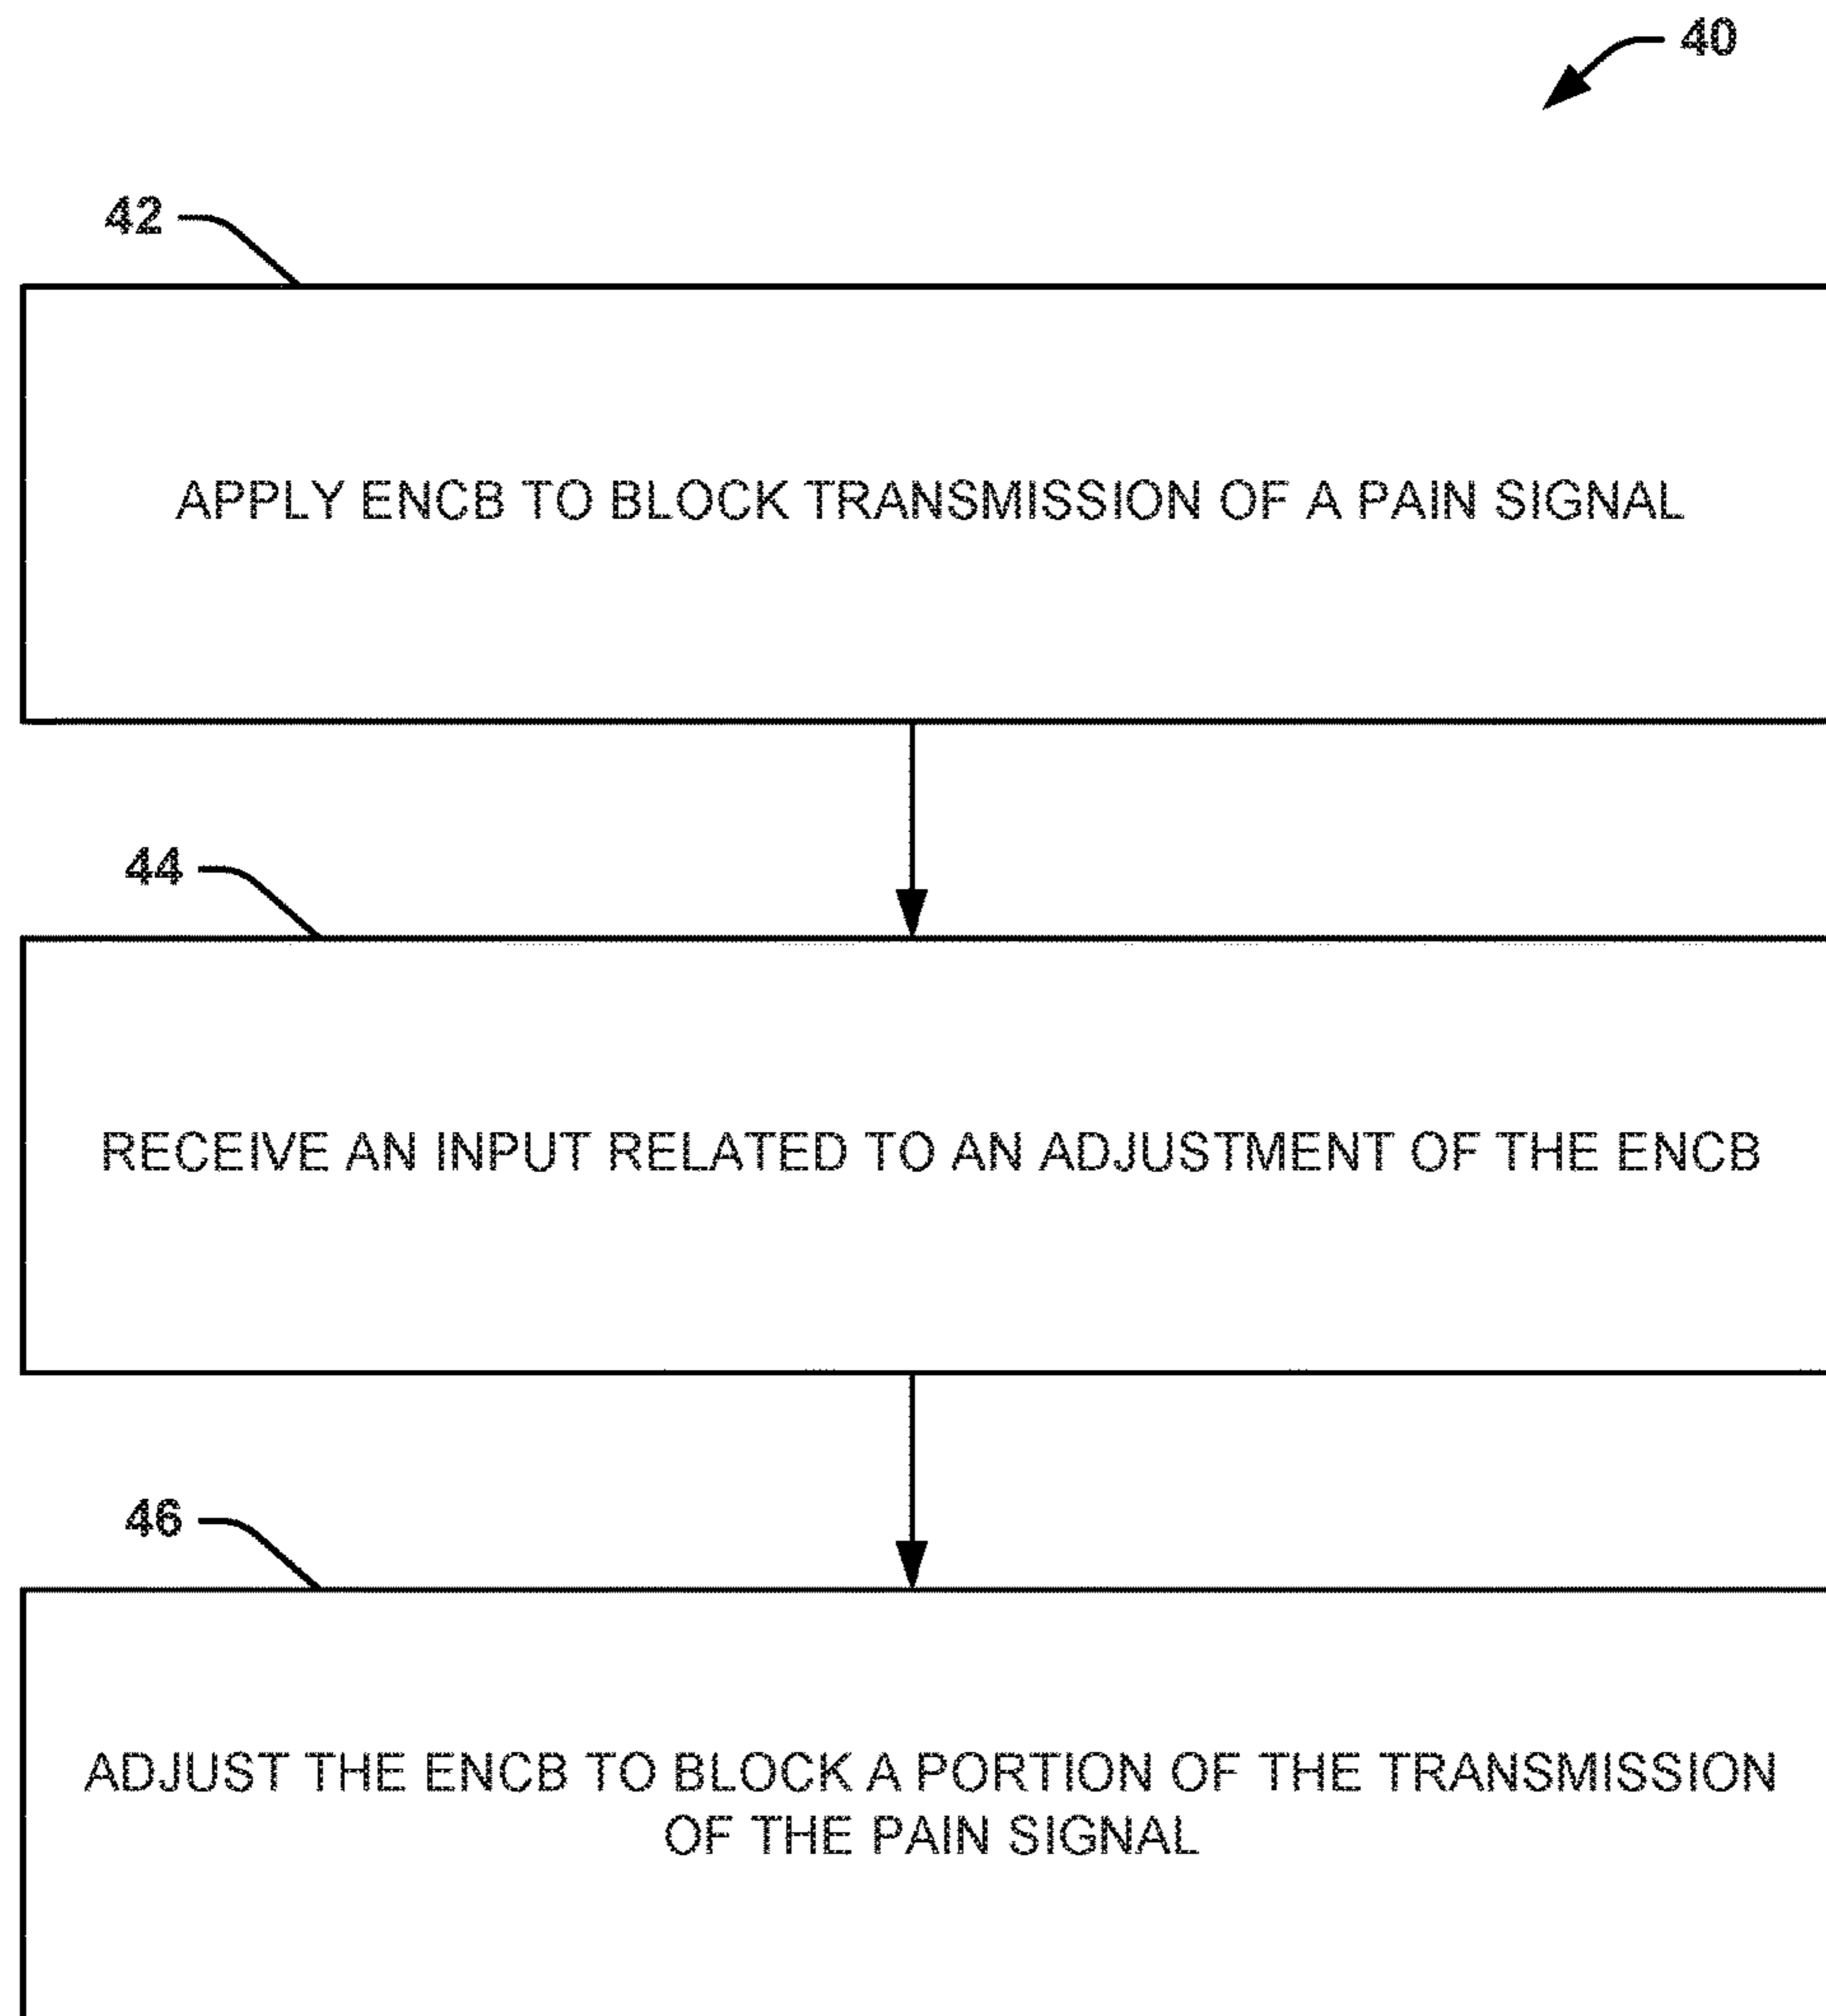 40
42
APPLY ENCB TO BLOCK TRANSMISSION OF A PAIN SIGNAL
44
RECEIVE AN INPUT RELATED TO AN ADJUSTMENT OF THE ENCB
46
ADJUST THE ENCB TO BLOCK A PORTION OF THE TRANSMISSION
OF THE PAIN SIGNAL